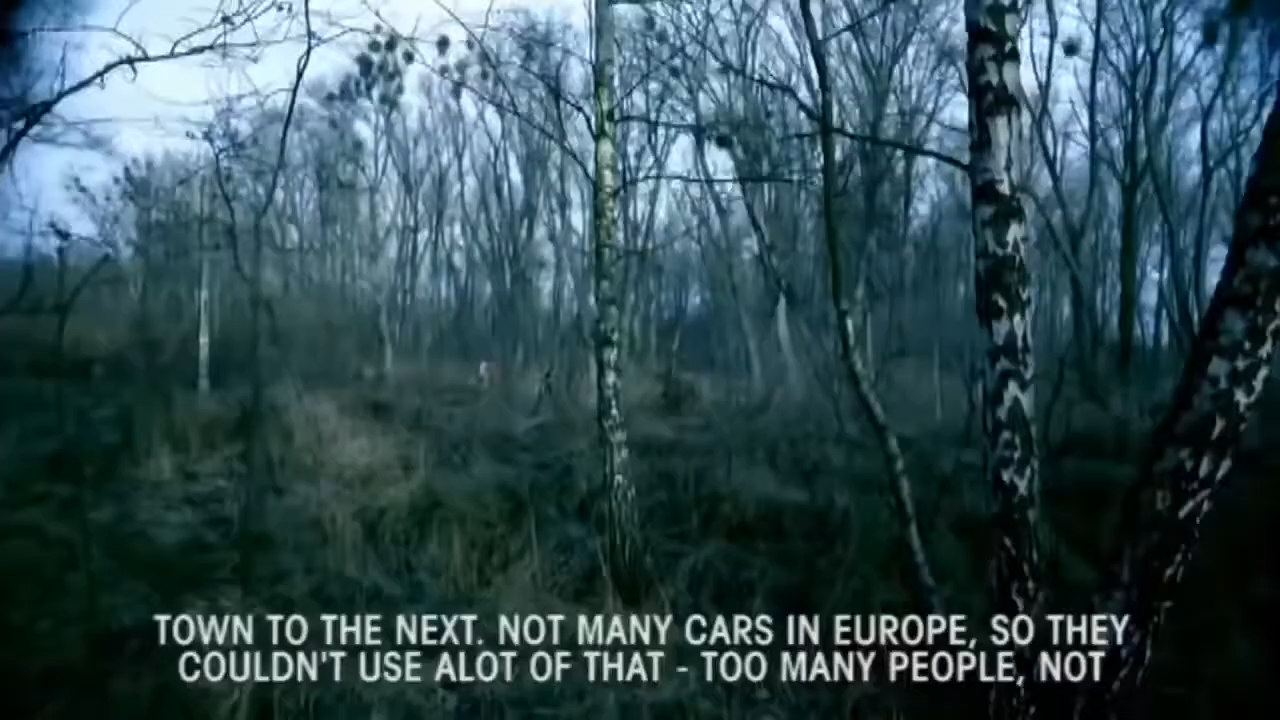 TOWN TO THE NEXT. NOT MANY CARS IN EUROPE, SO THEY
COULDN'T USE ALOT OF THAT - TOO MANY PEOPLE, NOT